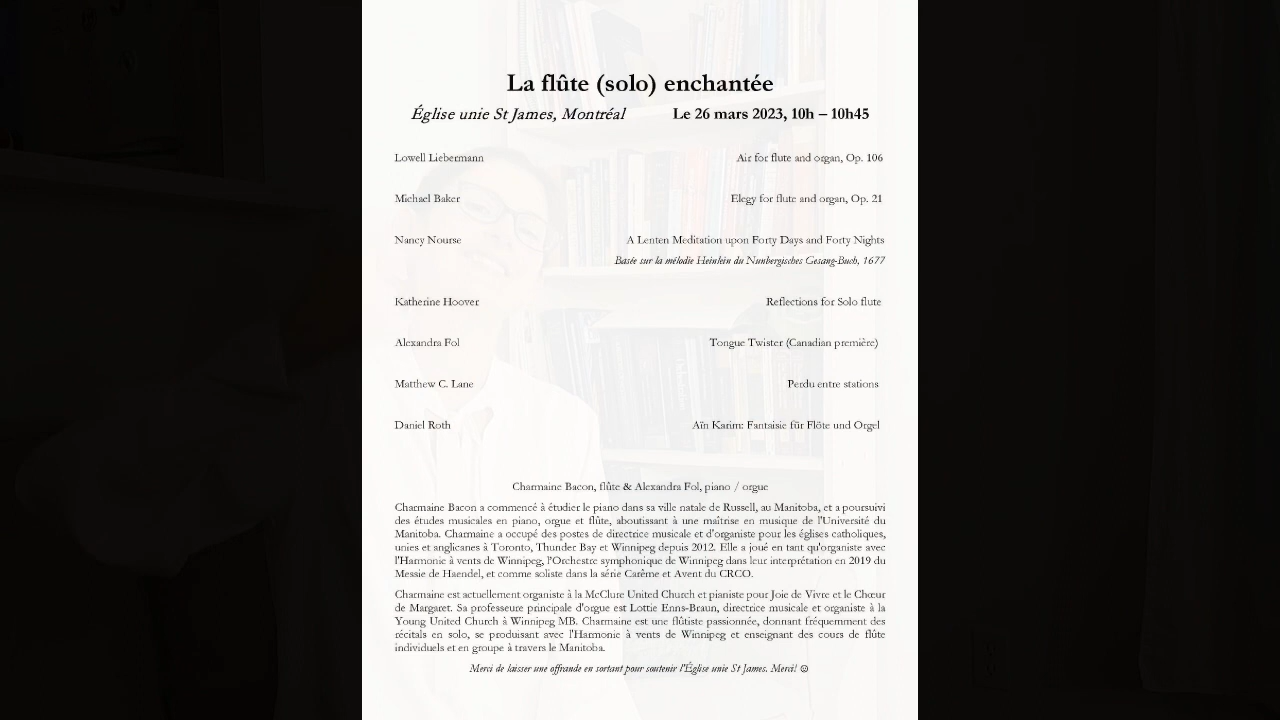 La flûte (solo) enchantée
Église unie St James, Montréal Le 26 mars 2023, 10h – 10h45
Lowell Liebermann Air for flute and organ, Op. 106
Michael Baker Elegy for flute and organ, Op. 21
Nancy Nourse A Lenten Meditation upon Forty Days and Forty Nights
Basée sur la mélodie Heinlein du Nunbergisches Gesang-Buch, 1677
Katherine Hoover Reflections for Solo flute
Alexandra Fol Tongue Twister (Canadian première)
Matthew C. Lane Perdu entre stations
Daniel Roth Aïn Karim: Fantaisie für Flöte und Orgel
Charmaine Bacon, flûte & Alexandra Fol, piano / orgue
Charmaine Bacon a commencé à étudier le piano dans sa ville natale de Russell, au Manitoba, et a poursuivi
des études musicales en piano, orgue et flûte, aboutissant à une maîtrise en musique de l'Université du
Manitoba. Charmaine a occupé des postes de directrice musicale et d'organiste pour les églises catholiques,
unies et anglicanes à Toronto, Thunder Bay et Winnipeg depuis 2012. Elle a joué en tant qu'organiste avec
l'Harmonie à vents de Winnipeg, l'Orchestre symphonique de Winnipeg dans leur interprétation en 2019 du
Messie de Haendel, et comme soliste dans la série Carême et Avent du CRCO.
Charmaine est actuellement organiste à la McClure United Church et pianiste pour Joie de Vivre et le Chœur
de Margaret. Sa professeure principale d'orgue est Lottie Enns-Braun, directrice musicale et organiste à la
Young United Church à Winnipeg MB. Charmaine est une flûtiste passionnée, donnant fréquemment des
récitals en solo, se produisant avec l'Harmonie à vents de Winnipeg et enseignant des cours de flûte
individuels et en groupe à travers le Manitoba.
Merci de laisser une offrande en sortant pour soutenir l'Église unie St James. Merci! ☺